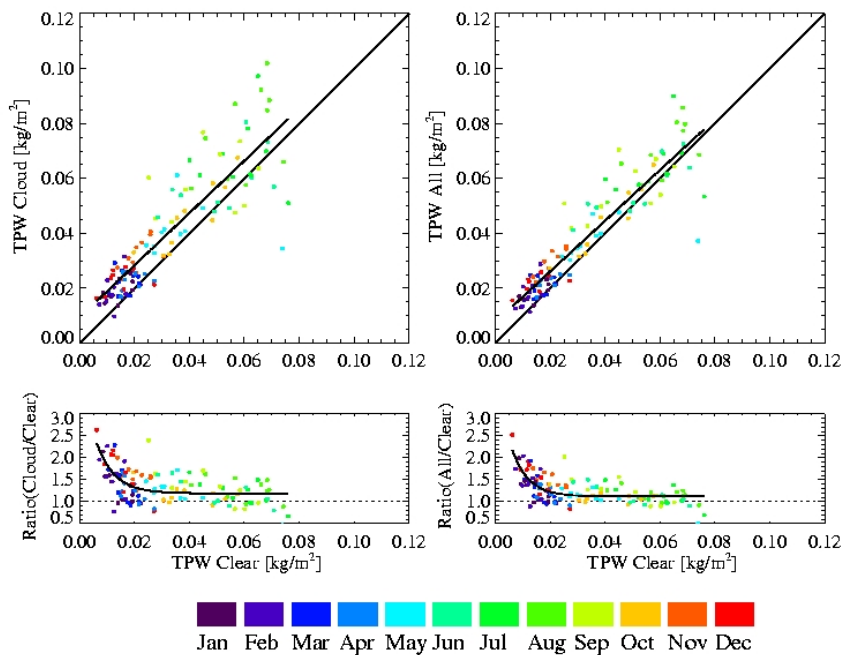 0.12
0.10
0.08
0.06
0.04
0.02
0.00
TPW Cloud [kg/m²]
0.00 0.02 0.04 0.06 0.08 0.10 0.12
0.12
0.10
0.08
0.06
0.04
0.02
0.00
TPW All [kg/m²]
0.00 0.02 0.04 0.06 0.08 0.10 0.12
3.0
2.5
2.0
1.5
1.0
0.5
Ratio(Cloud/Clear)
0.00 0.02 0.04 0.06 0.08 0.10 0.12
TPW Clear [kg/m²]
3.0
2.5
2.0
1.5
1.0
0.5
Ratio(All/Clear)
0.00 0.02 0.04 0.06 0.08 0.10 0.12
TPW Clear [kg/m²]
Jan Feb Mar Apr May Jun Jul Aug Sep Oct Nov Dec